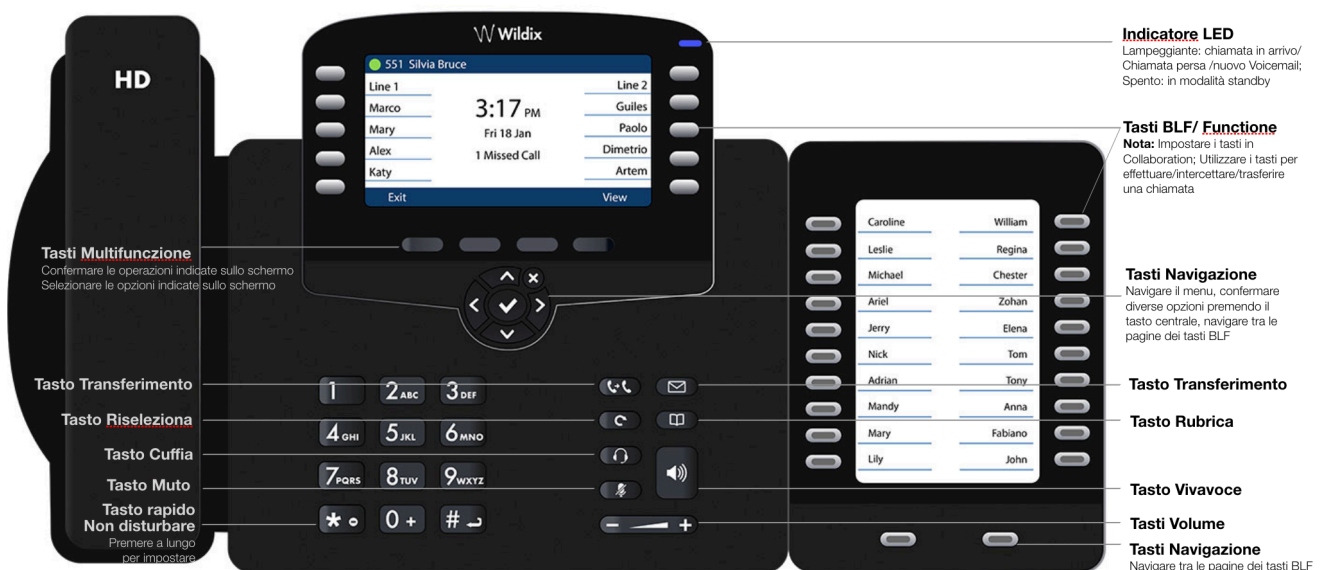 HD
Wildix
551 Silvia Bruce
Line 1
Line 2
Marco
Guiles
Mary
Paolo
Alex
Dimetrio
Katy
Artem
3:17 PM
Fri 18 Jan
1 Missed Call
Exit
View
Indicatore LED
Lampeggiante: chiamata in arrivo/
Chiamata persa /nuovo Voicemail;
Spento: in modalità standby
Tasti BLF/ Functione
Nota: Impostare i tasti in
Collaboration; Utilizzare i tasti per
effettuare/intercettare/trasferire
una chiamata
Tasti Multifunczione
Confermare le operazioni indicate sullo schermo
Selezionare le opzioni indicate sullo schermo
Tasti Navigazione
Navigare il menu, confermare
diverse opzioni premendo il
tasto centrale, navigare tra le
pagine dei tasti BLF
Caroline
William
Leslie
Regina
Michael
Chester
Ariel
Zohan
Jerry
Elena
Nick
Tom
Adrian
Tony
Mandy
Anna
Mary
Fabiano
Lily
John
Tasto Transferimento
Tasto Riseleziona
Tasto Cuffia
Tasto Muto
Tasto rapido
Non disturbare
Premere a lungo
per impostare
1
2 ABC
3 DEF
4 GHI
5 JKL
6 MNO
7 PQRS
8 TUV
9 WXYZ
*
0 +
#
- +
Tasto Transferimento
Tasto Rubrica
Tasto Vivavoce
Tasti Volume
Tasti Navigazione
Navigare tra le pagine dei tasti BLF